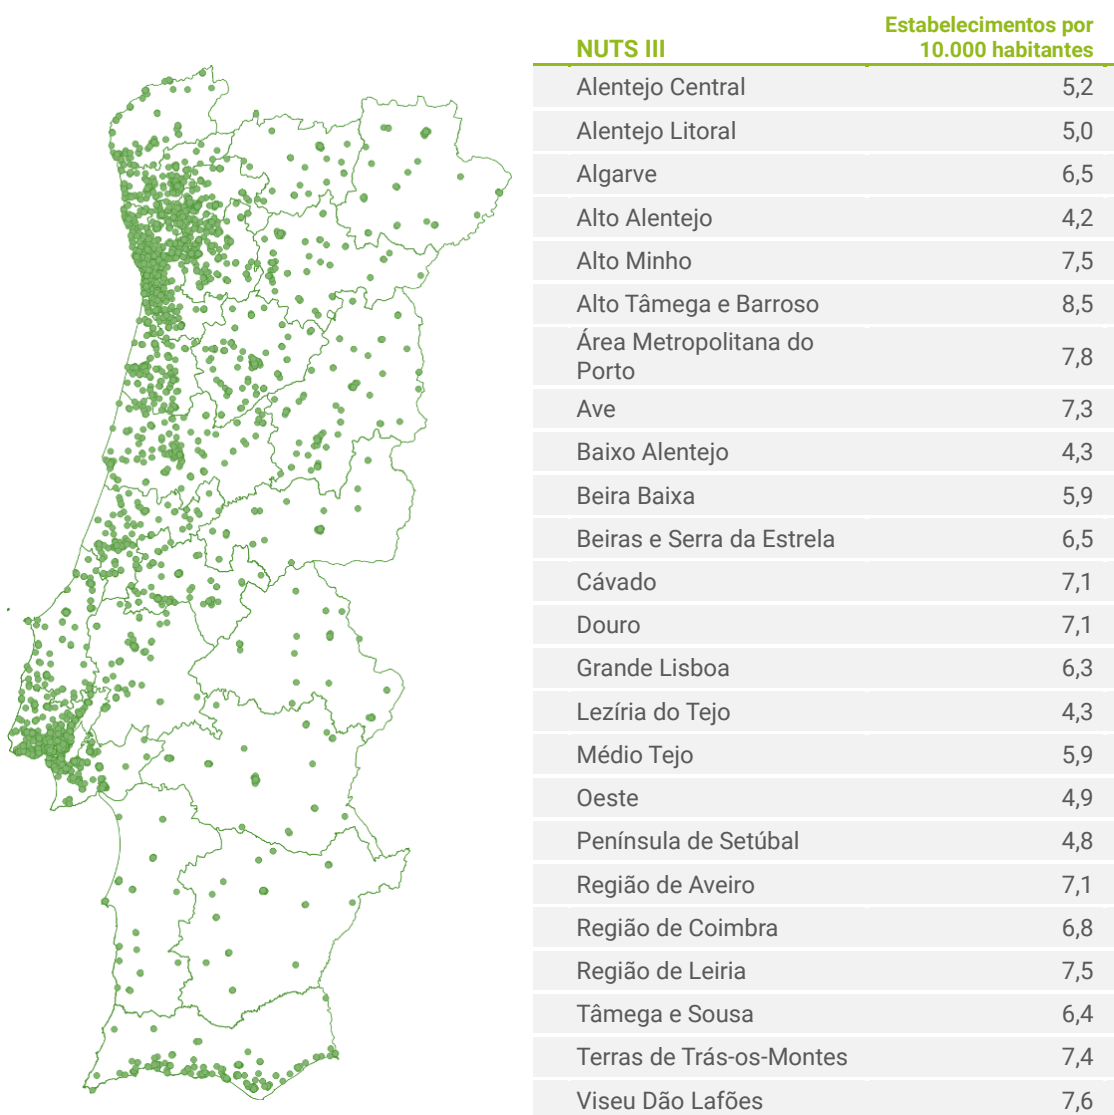 Estabelecimentos por
NUTS III 10.000 habitantes
Alentejo Central 5,2
Alentejo Litoral 5,0
Algarve 6,5
Alto Alentejo 4,2
Alto Minho 7,5
Alto Tâmega e Barroso 8,5
Área Metropolitana do
Porto 7,8
Ave 7,3
Baixo Alentejo 4,3
Beira Baixa 5,9
Beiras e Serra da Estrela 6,5
Cávado 7,1
Douro 7,1
Grande Lisboa 6,3
Lezíria do Tejo 4,3
Médio Tejo 5,9
Oeste 4,9
Península de Setúbal 4,8
Região de Aveiro 7,1
Região de Coimbra 6,8
Região de Leiria 7,5
Tâmega e Sousa 6,4
Terras de Trás-os-Montes 7,4
Viseu Dão Lafões 7,6